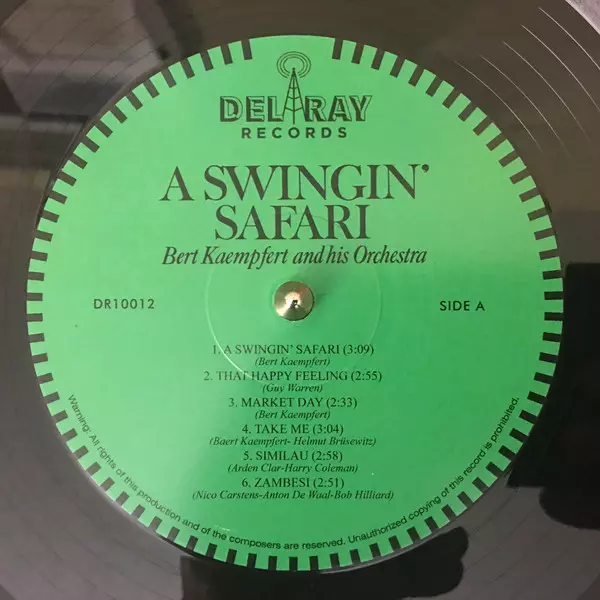 DEL RAY
RECORDS
A SWINGIN'
SAFARI
Bert Kaempfert and his Orchestra
DR10012
SIDE A
1. A SWINGIN' SAFARI (3:09)
(Bert Kaempfert)
2. THAT HAPPY FEELING (2:55)
(Guy Warren)
3. MARKET DAY (2:33)
(Bert Kaempfert)
4. TAKE ME (3:04)
(Baert Kaempfert- Helmut Brüsewitz)
5. SIMILAU (2:58)
(Arden Clar-Harry Coleman)
6. ZAMBESI (2:51)
(Nico Carstens-Anton De Waal-Bob Hilliard)
Warning: All rights of this production and of the composers are reserved. Unauthorized copying of this record is prohibited.